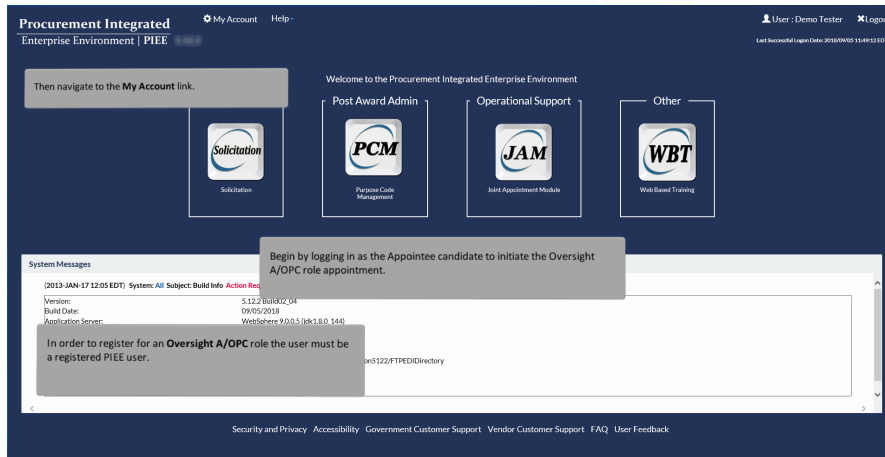 Procurement Integrated
Enterprise Environment | PIEE
My Account Help
User : Demo Tester Logou
Last Successful Logon Date: 2018/09/05 11:49:12 EDT
Then navigate to the My Account link.
Welcome to the Procurement Integrated Enterprise Environment
Post Award Admin
Operational Support
Other
Solicitation
PCM
JAM
WBT
Solicitation
Purpose Code
Management
Joint Appointment Module
Web Based Training
System Messages
Begin by logging in as the Appointee candidate to initiate the Oversight
A/OPC role appointment.
(2013-JAN-17 12:05 EDT) System: All Subject: Build Info Action Req
Version: 5.12.2 Build02_04
Build Date: 09/05/2018
Application Server: WebSphere 9.0.0.5 (jdk1.8.0_144)
In order to register for an Oversight A/OPC role the user must be
a registered PIEE user.
on5122/FTPEDIDirectory
Security and Privacy Accessibility Government Customer Support Vendor Customer Support FAQ User Feedback